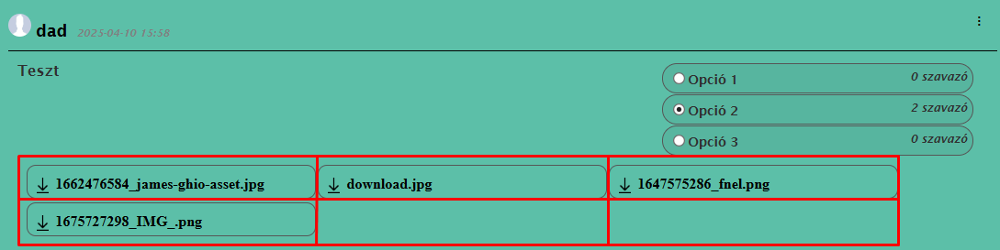 dad 2025-04-10 15:58
Teszt
Opció 1 0 szavazó
Opció 2 2 szavazó
Opció 3 0 szavazó
1662476584_james-ghio-asset.jpg download.jpg 1647575286_fnel.png
1675727298_IMG_.png